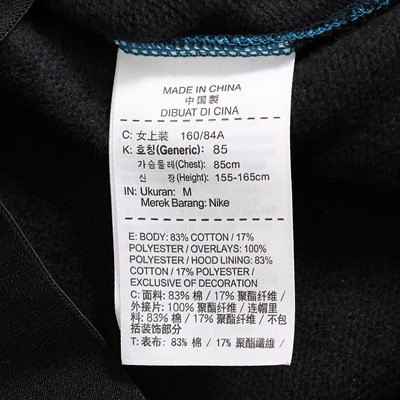 MADE IN CHINA
中国製
DIBUAT DI CINA
C: 女上装 160/84A
K: 호칭(Generic): 85
가슴둘레(Chest): 85cm
신 장(Height): 155-165cm
IN: Ukuran: M
Merek Barang: Nike
E: BODY: 83% COTTON / 17%
POLYESTER / OVERLAYS: 100%
POLYESTER / HOOD LINING: 83%
COTTON / 17% POLYESTER /
EXCLUSIVE OF DECORATION
C: 面料: 83% 棉 / 17% 聚酯纤维 /
外接片: 100% 聚酯纤维 / 连帽里
料: 83% 棉 / 17% 聚酯纤维 / 不包
括装饰部分
T: 表布: 83% 棉 / 17% 聚酯纖維 /